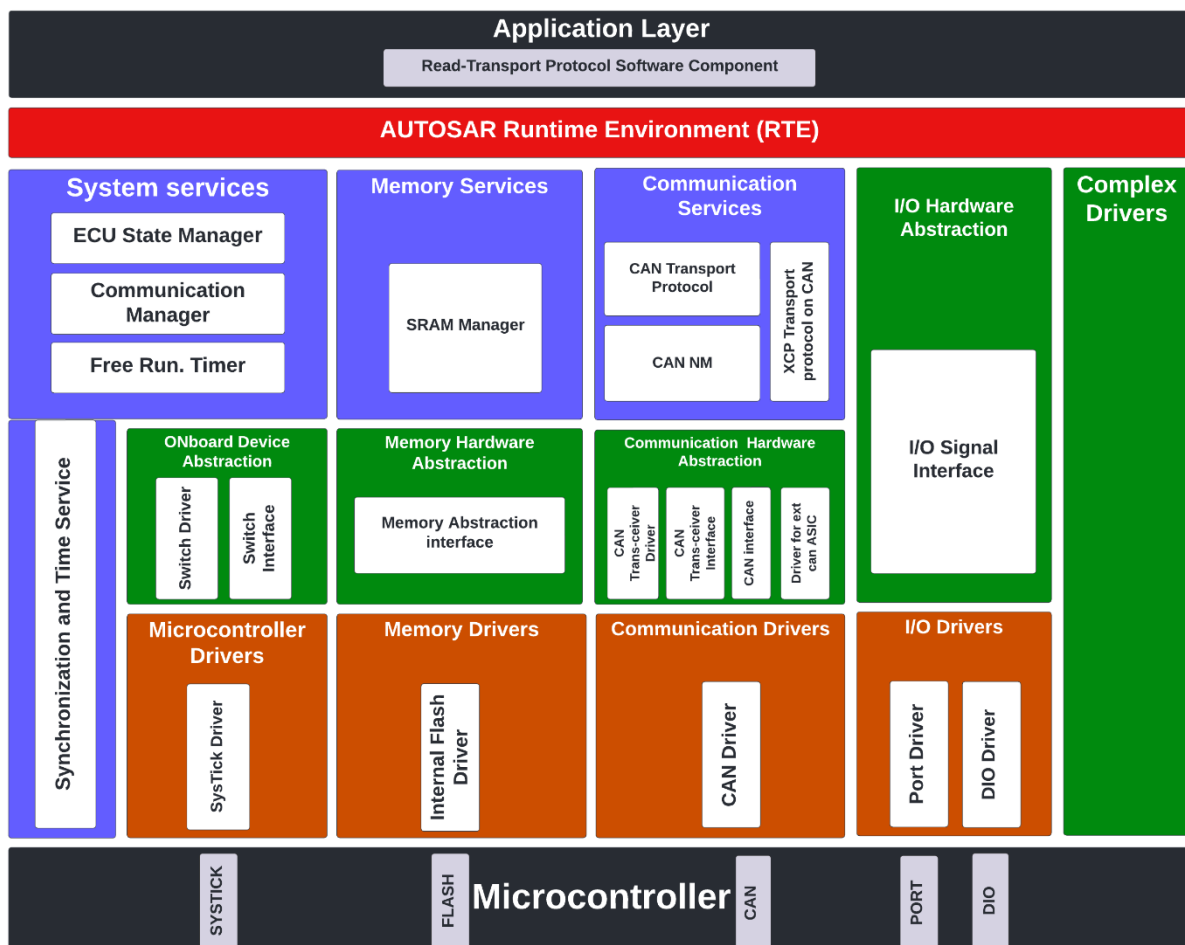 Application Layer
Read-Transport Protocol Software Component
AUTOSAR Runtime Environment (RTE)
System services
ECU State Manager
Communication
Manager
Free Run. Timer
Memory Services
SRAM Manager
Communication
Services
CAN Transport
Protocol
CAN NM
XCP Transport
protocol on CAN
I/O Hardware
Abstraction
I/O Signal
Interface
Complex
Drivers
Synchronization and Time Service
ONboard Device
Abstraction
Switch Driver
Switch
Interface
Memory Hardware
Abstraction
Memory Abstraction
interface
Communication Hardware
Abstraction
CAN
Trans-ceiver
Driver
CAN
Trans-ceiver
Interface
CAN interface
Driver for ext
can ASIC
Microcontroller
Drivers
SysTick Driver
Memory Drivers
Internal Flash
Driver
Communication Drivers
CAN Driver
I/O Drivers
Port Driver
DIO Driver
SYSTICK
FLASH
Microcontroller
CAN
PORT
DIO